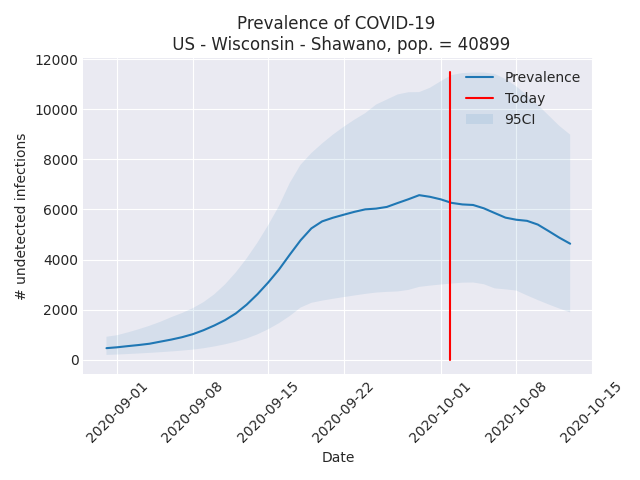 Prevalence of COVID-19
US - Wisconsin - Shawano, pop. = 40899
12000
10000
8000
6000
4000
2000
0
# undetected infections
Prevalence
Today
95CI
2020-09-01
2020-09-08
2020-09-15
2020-09-22
2020-10-01
2020-10-08
2020-10-15
Date